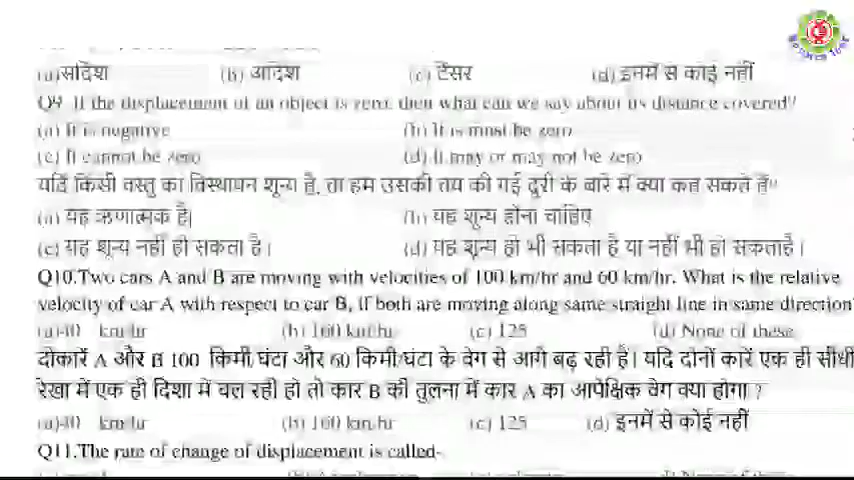 (a)सदिश (b) अदिश (c) टेंसर (d) इनमें से कोई नहीं
Q9. If the displacement of an object is zero, then what can we say about its distance covered?
(a) It is negative (b) It is must be zero
(c) It cannot be zero (d) It may or may not be zero
यदि किसी वस्तु का विस्थापन शून्य है, तो हम उसकी तय की गई दूरी के बारे में क्या कह सकते हैं?
(a) यह ऋणात्मक है| (b) यह शून्य होना चाहिए
(c) यह शून्य नहीं हो सकता है। (d) यह शून्य हो भी सकता है या नहीं भी हो सकताहै।
Q10.Two cars A and B are moving with velocities of 100 km/hr and 60 km/hr. What is the relative
velocity of car A with respect to car B, if both are moving along same straight line in same direction?
(a)40 km/hr (b) 160 km/hr (c) 125 (d) None of these
दोकारें A और B 100 किमी/घंटा और 60 किमी/घंटा के वेग से आगे बढ़ रही हैं। यदि दोनों कारें एक ही सीधी
रेखा में एक ही दिशा में चल रही हो तो कार B की तुलना में कार A का आपेक्षिक वेग क्या होगा ?
(a)40 km/hr (b) 160 km/hr (c) 125 (d) इनमें से कोई नहीं
Q11.The rate of change of displacement is called-